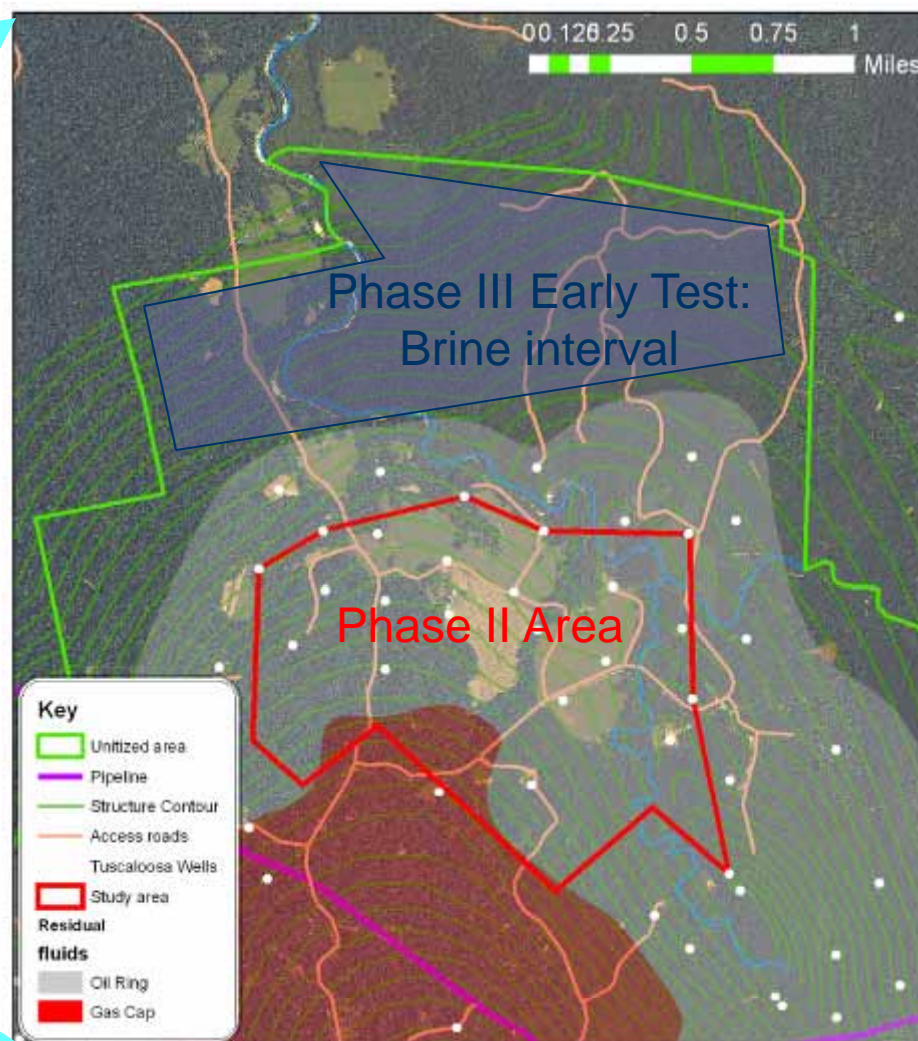 00.1250.25 0.5 0.75 1
Miles
Phase III Early Test:
Brine interval
Phase II Area
Key
Unitized area
Pipeline
Structure Contour
Access roads
Tuscaloosa Wells
Study area
Residual
fluids
Oil Ring
Gas Cap